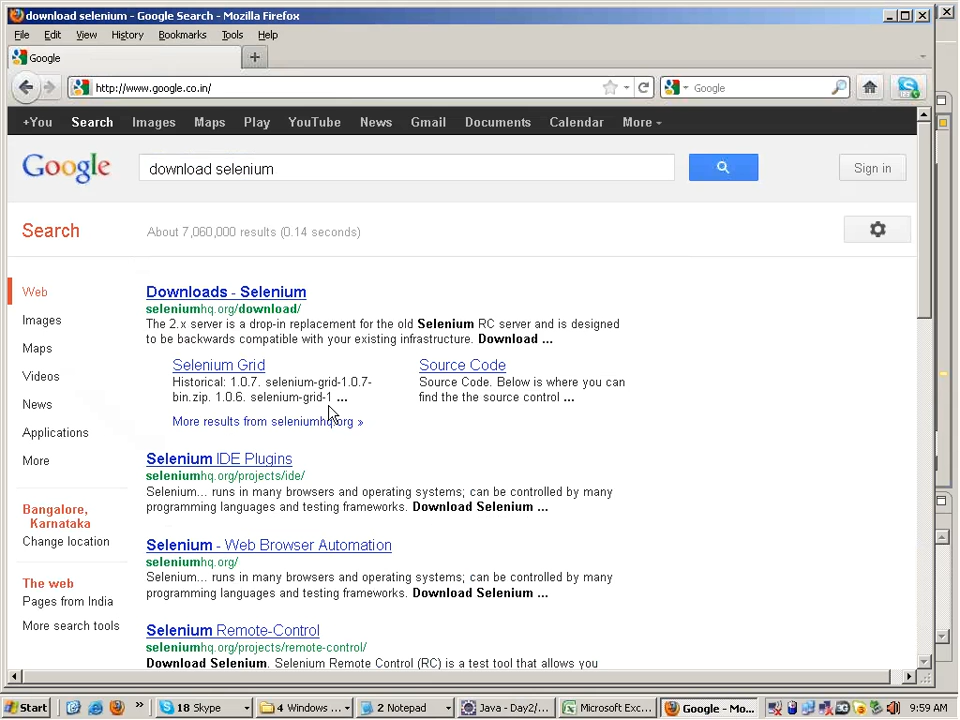 download selenium - Google Search - Mozilla Firefox
File Edit View History Bookmarks Tools Help
Google
http://www.google.co.in/
Google
+You Search Images Maps Play YouTube News Gmail Documents Calendar More
Google
download selenium
Sign in
Search
About 7,060,000 results (0.14 seconds)
Web
Images
Maps
Videos
News
Applications
More
Bangalore,
Karnataka
Change location
The web
Pages from India
More search tools
Downloads - Selenium
seleniumhq.org/download/
The 2.x server is a drop-in replacement for the old Selenium RC server and is designed
to be backwards compatible with your existing infrastructure. Download ...
Selenium Grid
Historical: 1.0.7. selenium-grid-1.0.7-
bin.zip. 1.0.6. selenium-grid-1 ...
Source Code
Source Code. Below is where you can
find the the source control ...
More results from seleniumhq.org »
Selenium IDE Plugins
seleniumhq.org/projects/ide/
Selenium... runs in many browsers and operating systems; can be controlled by many
programming languages and testing frameworks. Download Selenium ...
Selenium - Web Browser Automation
seleniumhq.org/
Selenium... runs in many browsers and operating systems; can be controlled by many
programming languages and testing frameworks. Download Selenium ...
Selenium Remote-Control
seleniumhq.org/projects/remote-control/
Download Selenium. Selenium Remote Control (RC) is a test tool that allows you
Start » 18 Skype 4 Windows ... 2 Notepad Java - Day2/... Microsoft Exc... Google - Mo... 9:59 AM